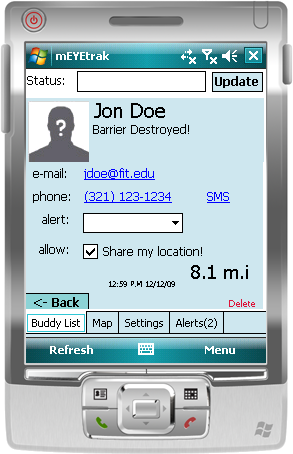 mEYEtrak
Status: Update
Jon Doe
Barrier Destroyed!
?
e-mail: jdoe@fit.edu
phone: (321) 123-1234 SMS
alert:
allow: Share my location!
8.1 m.i
12:59 P.M 12/12/09
<- Back Delete
Buddy List Map Settings Alerts(2)
Refresh Menu